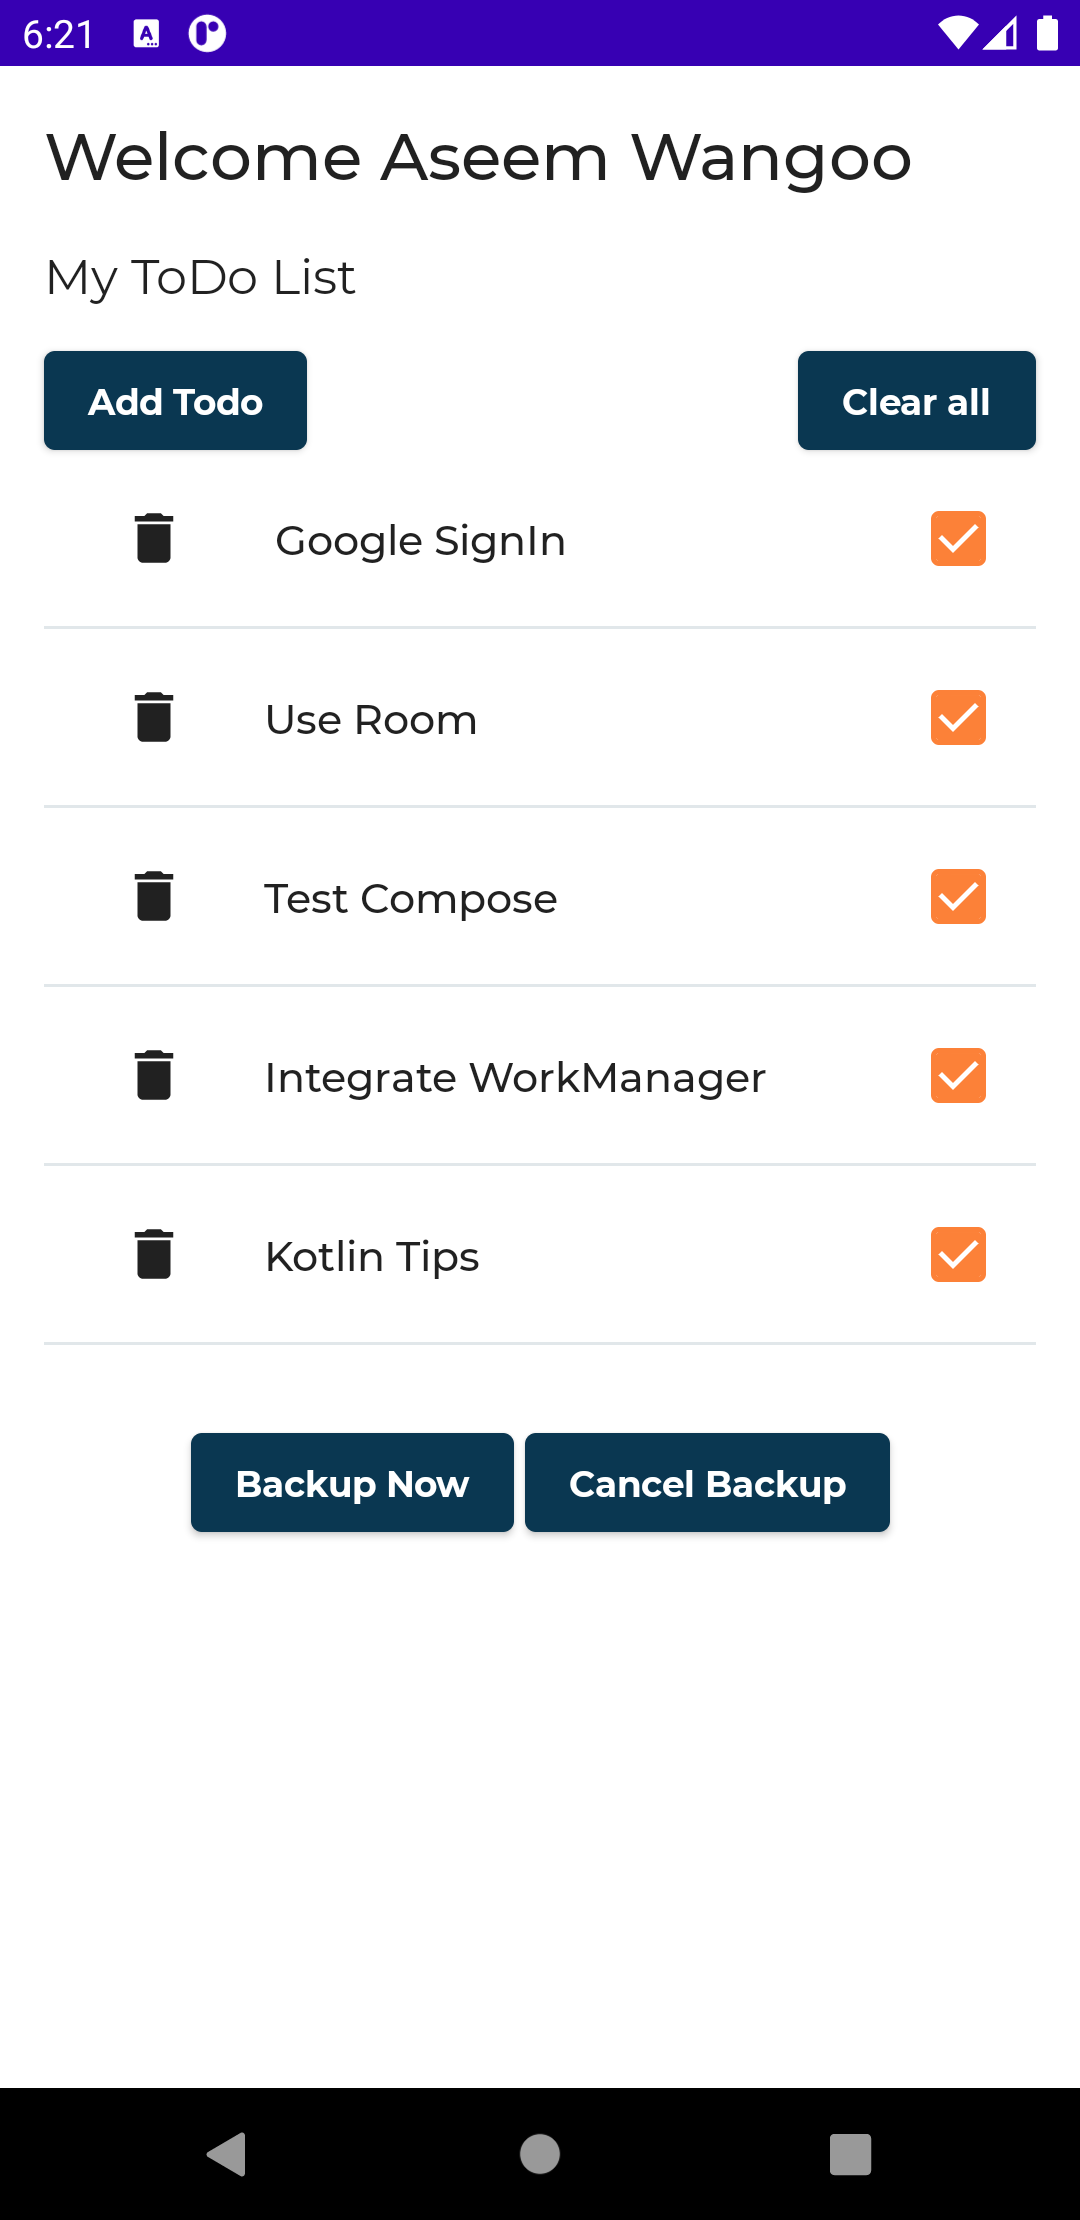 6:21
Welcome Aseem Wangoo
My ToDo List
Add Todo
Clear all
Google SignIn
Use Room
Test Compose
Integrate WorkManager
Kotlin Tips
Backup Now
Cancel Backup